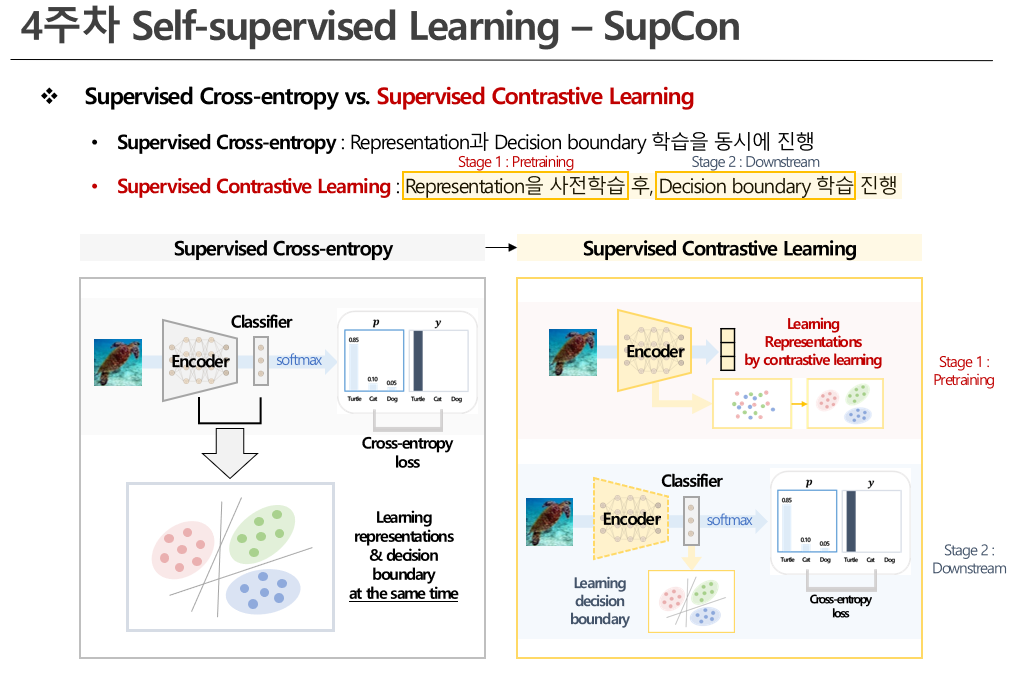 4주차 Self-supervised Learning – SupCon
❖ Supervised Cross-entropy vs. Supervised Contrastive Learning
• Supervised Cross-entropy : Representation과 Decision boundary 학습을 동시에 진행
Stage 1 : Pretraining
Stage 2 : Downstream
• Supervised Contrastive Learning : Representation을 사전학습 후, Decision boundary 학습 진행
Supervised Cross-entropy
Classifier
Encoder
softmax
p
y
0.85
0.10
0.05
Turtle Cat Dog
Turtle Cat Dog
Cross-entropy
loss
Learning
representations
& decision
boundary
at the same time
Supervised Contrastive Learning
Encoder
Learning
Representations
by contrastive learning
Stage 1 :
Pretraining
Classifier
Encoder
softmax
p
y
0.85
0.10
0.05
Turtle Cat Dog
Turtle Cat Dog
Cross-entropy
loss
Learning
decision
boundary
Stage 2 :
Downstream